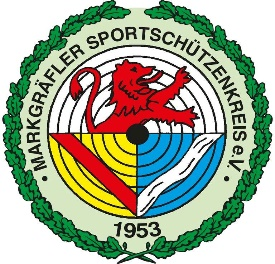 · MARKGRÄFLER SPORTSCHÜTZENKREIS e.V. ·
1953